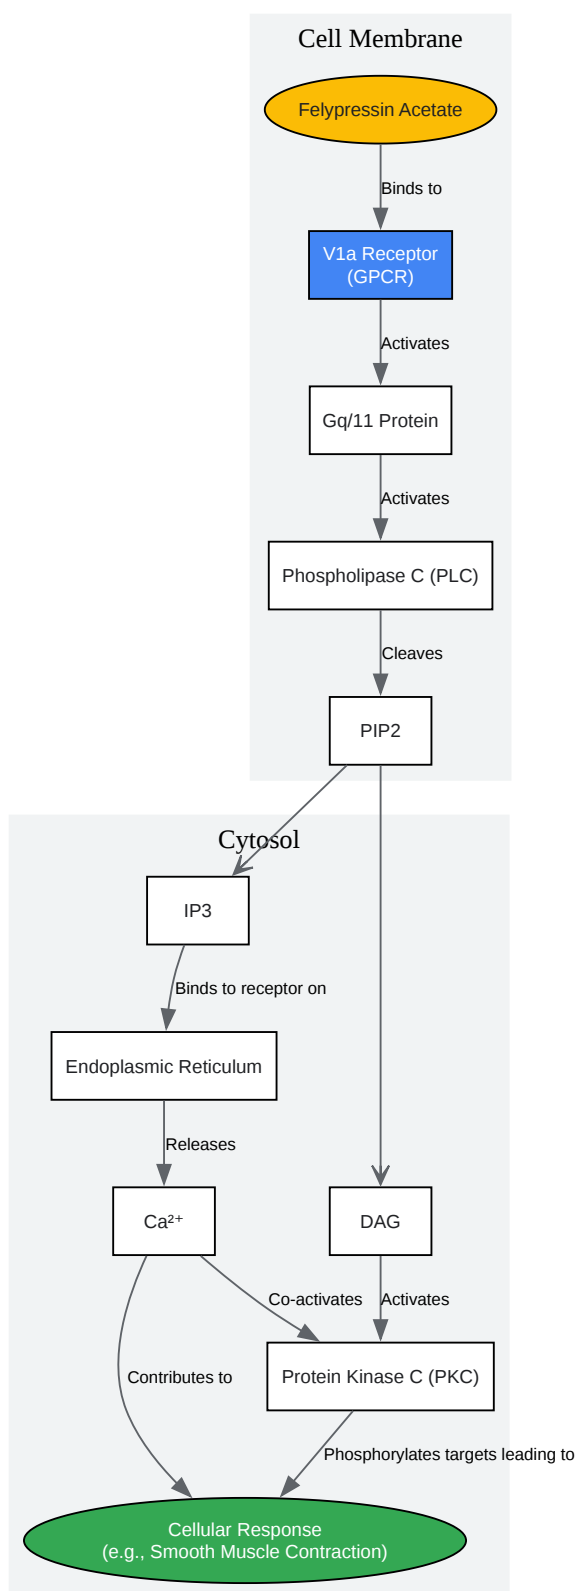 Cell Membrane
Felypressin Acetate
Binds to
V1a Receptor
(GPCR)
Activates
Gq/11 Protein
Activates
Phospholipase C (PLC)
Cleaves
PIP2
Cytosol
IP3
Binds to receptor on
Endoplasmic Reticulum
Releases
Ca²⁺
DAG
Co-activates
Activates
Contributes to
Protein Kinase C (PKC)
Phosphorylates targets leading to
Cellular Response
(e.g., Smooth Muscle Contraction)